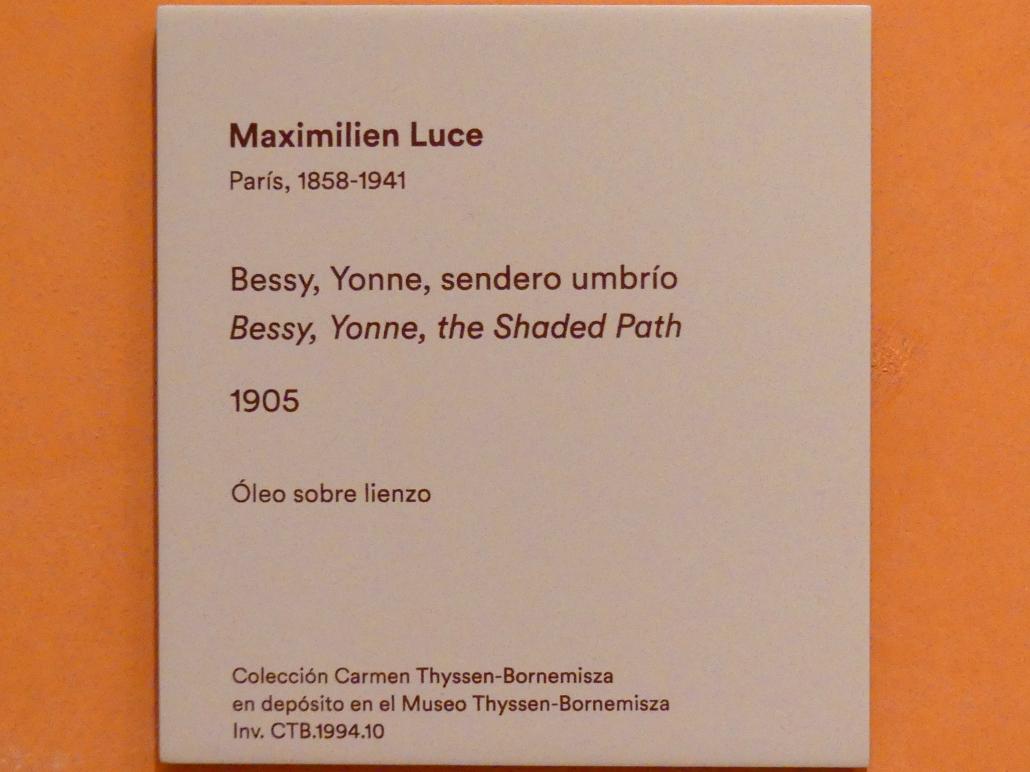 Maximilien Luce
París, 1858-1941
Bessy, Yonne, sendero umbrío
Bessy, Yonne, the Shaded Path
1905
Óleo sobre lienzo
Colección Carmen Thyssen-Bornemisza
en depósito en el Museo Thyssen-Bornemisza
Inv. CTB.1994.10